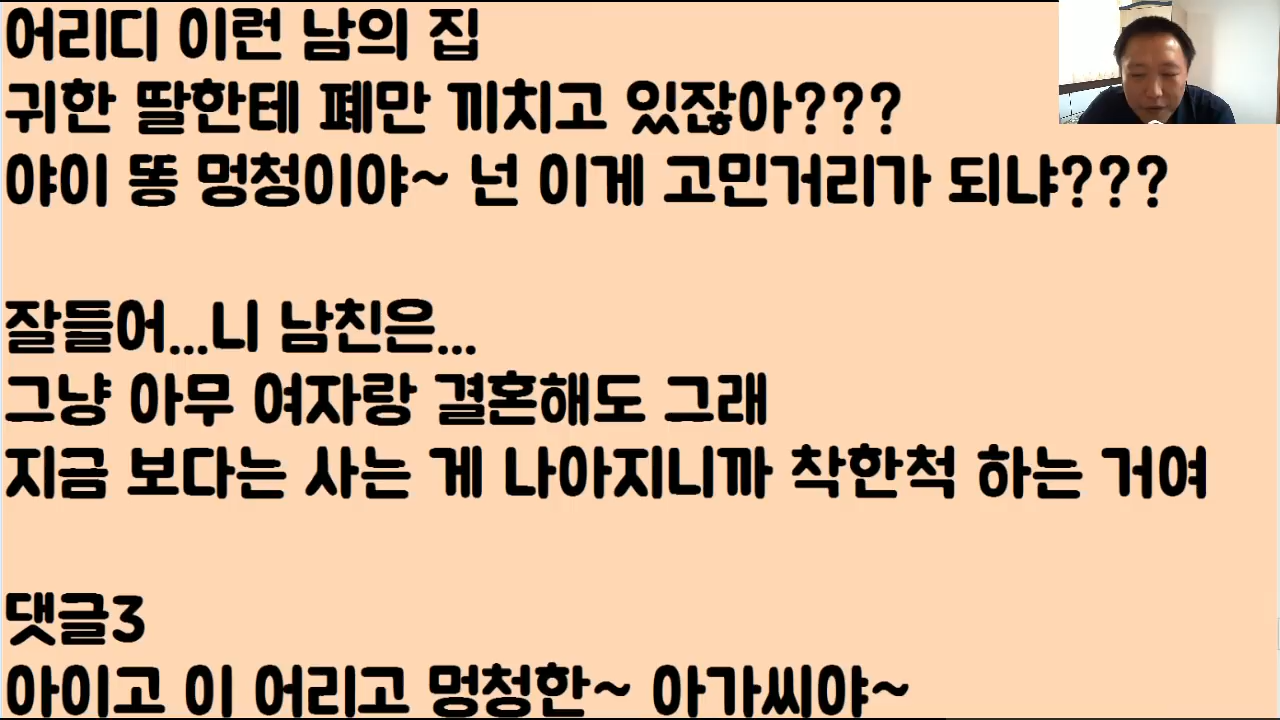 어리디 이런 남의 집
귀한 딸한테 폐만 끼치고 있잖아???
야이 똥 멍청이야~ 넌 이게 고민거리가 되냐???
잘들어...니 남친은...
그냥 아무 여자랑 결혼해도 그래
지금 보다는 사는 게 나아지니까 착한척 하는 거여
댓글3
아이고 이 어리고 멍청한~ 아가씨야~